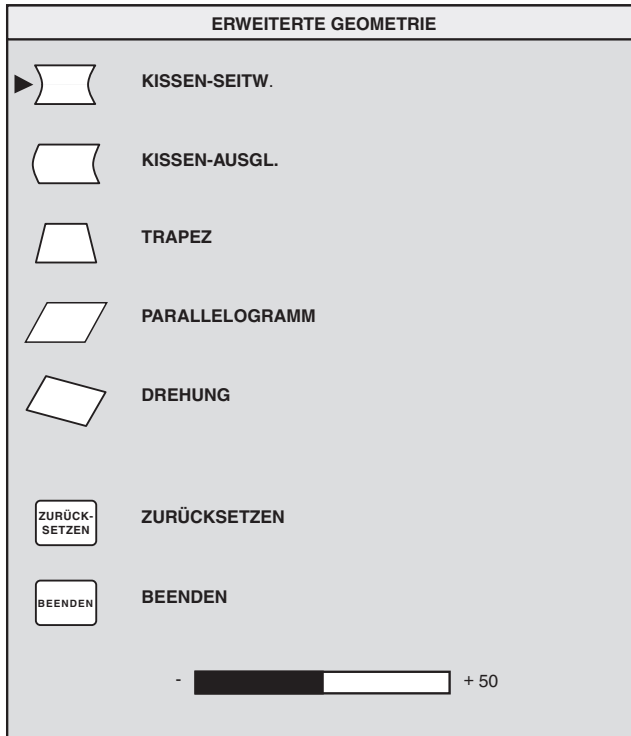 ERWEITERTE GEOMETRIE
KISSEN-SEITW.
KISSEN-AUSGL.
TRAPEZ
PARALLELOGRAMM
DREHUNG
ZURÜCK-
SETZEN
ZURÜCKSETZEN
BEENDEN
BEENDEN
- + 50